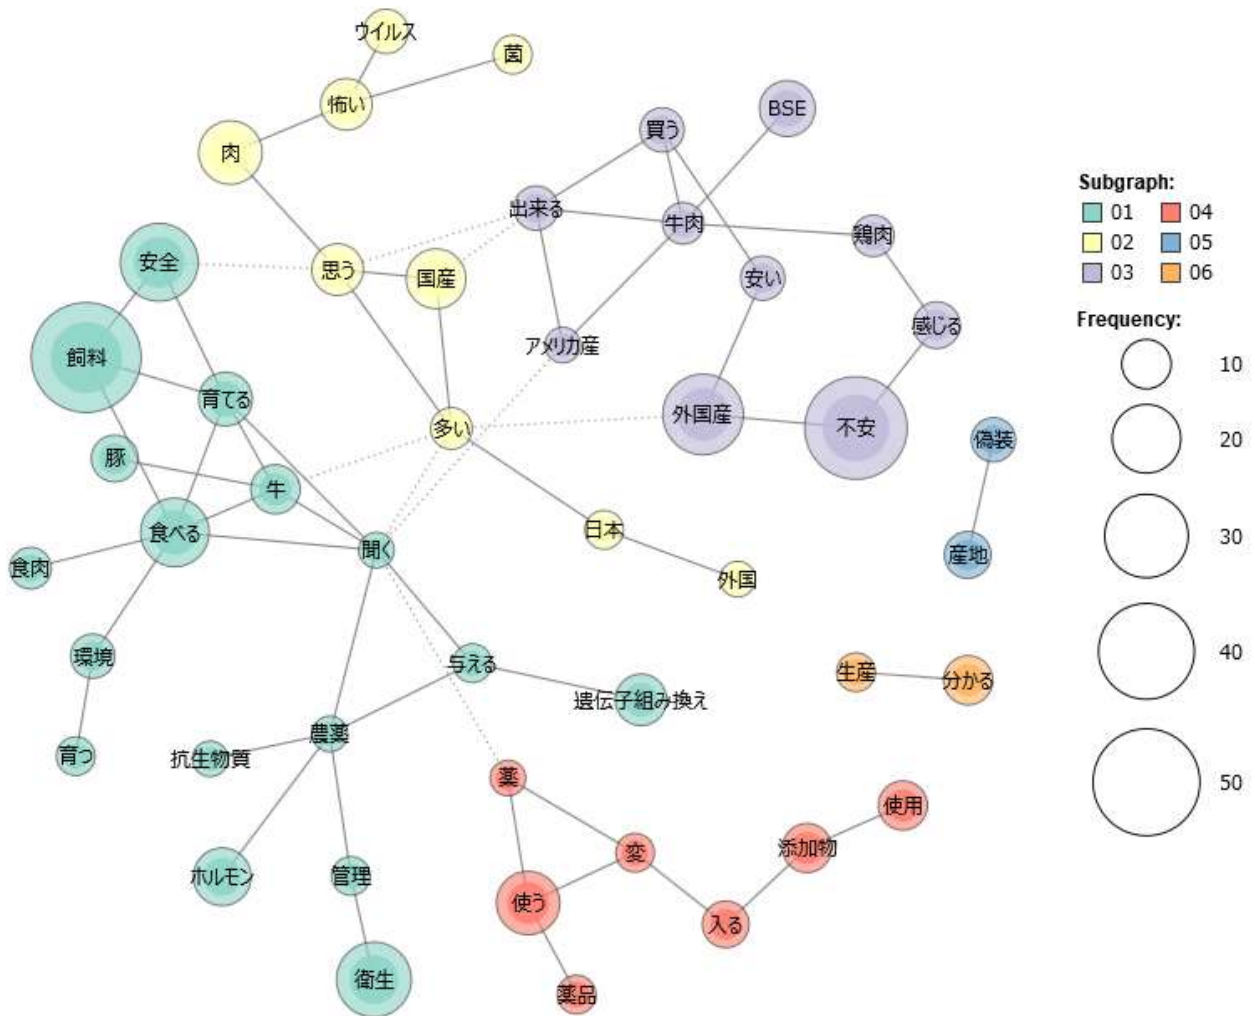 ウイルス
菌
怖い
BSE
買う
肉
出来る
牛肉
鶏肉
安全
思う
国産
安い
感じる
アメリカ産
飼料
育てる
外国産
不安
多い
偽装
豚
牛
食べる
聞く
日本
産地
食肉
外国
環境
与える
生産
分かる
遺伝子組み換え
農薬
育つ
抗生物質
薬
使用
添加物
変
ホルモン
管理
使う
入る
衛生
薬品
Subgraph:
01 04
02 05
03 06
Frequency:
10
20
30
40
50